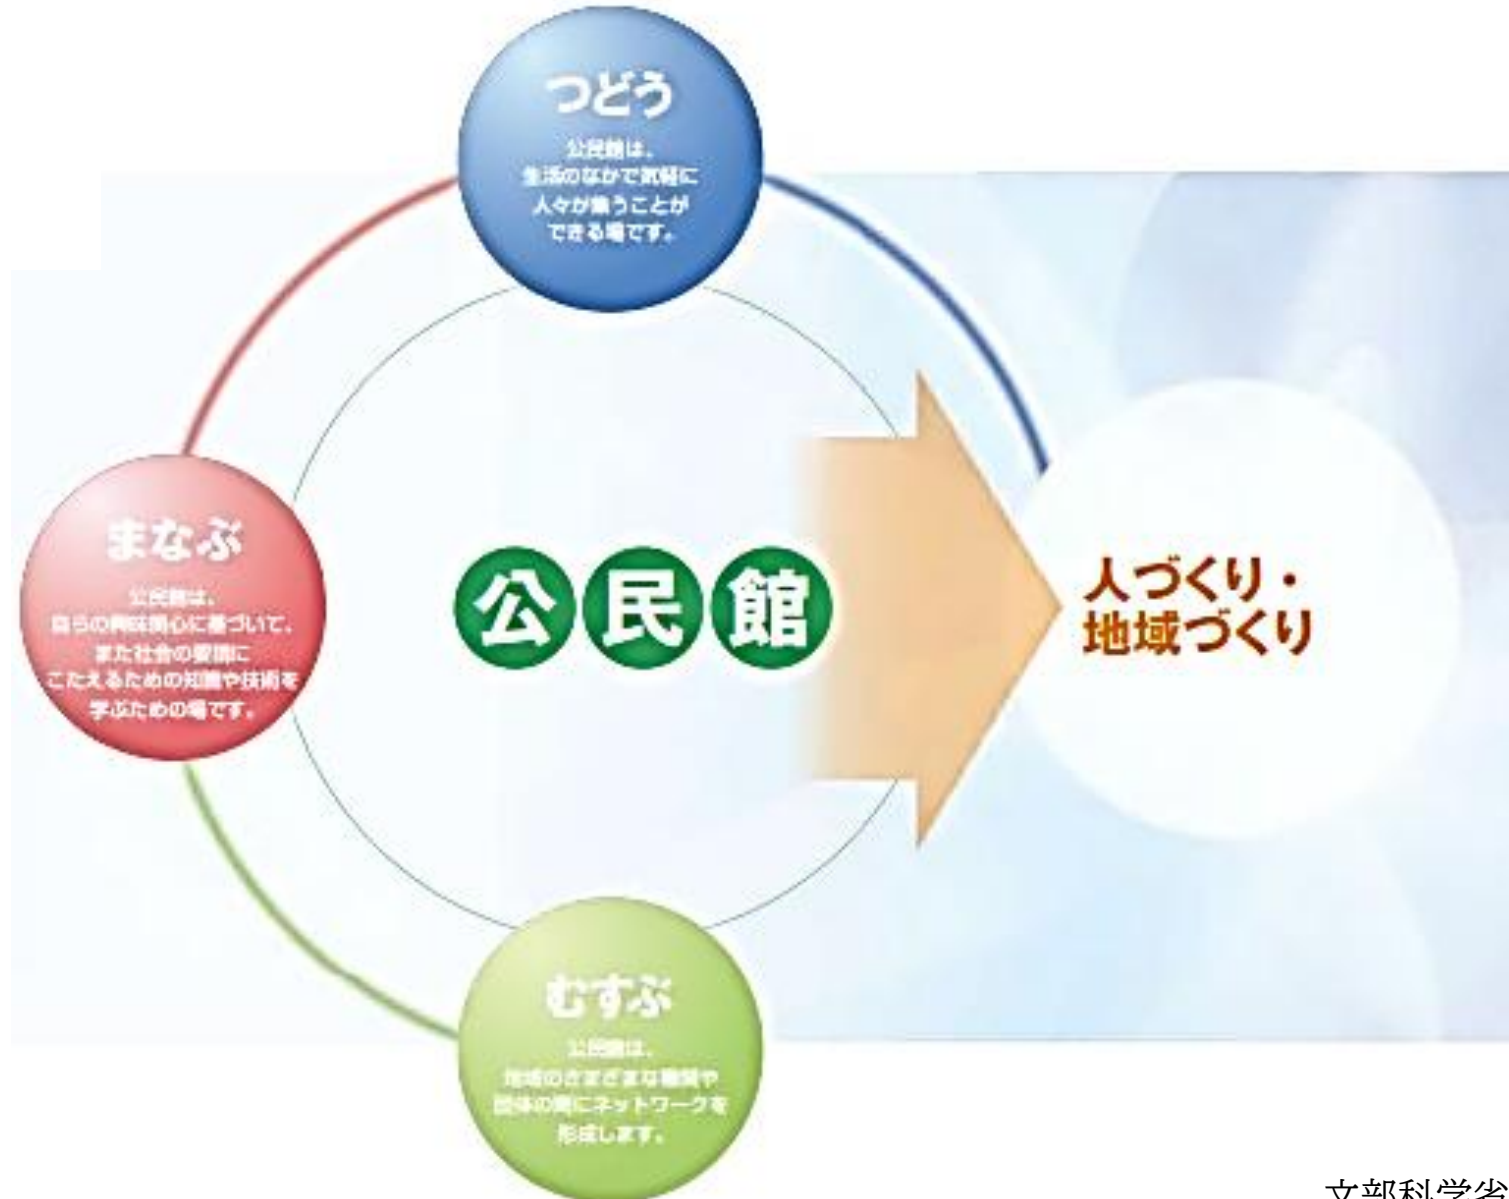 つどう
公民館は、
生活のなかで気軽に
人々が集うことが
できる場です。
まなぶ
公民館は、
自らの興味関心に基づいて、
また社会の要請に
こたえるための知識や技術を
学ぶための場です。
公民館
人づくり・
地域づくり
むすぶ
公民館は、
地域のさまざまな機関や
団体の間にネットワークを
形成します。
文部科学省